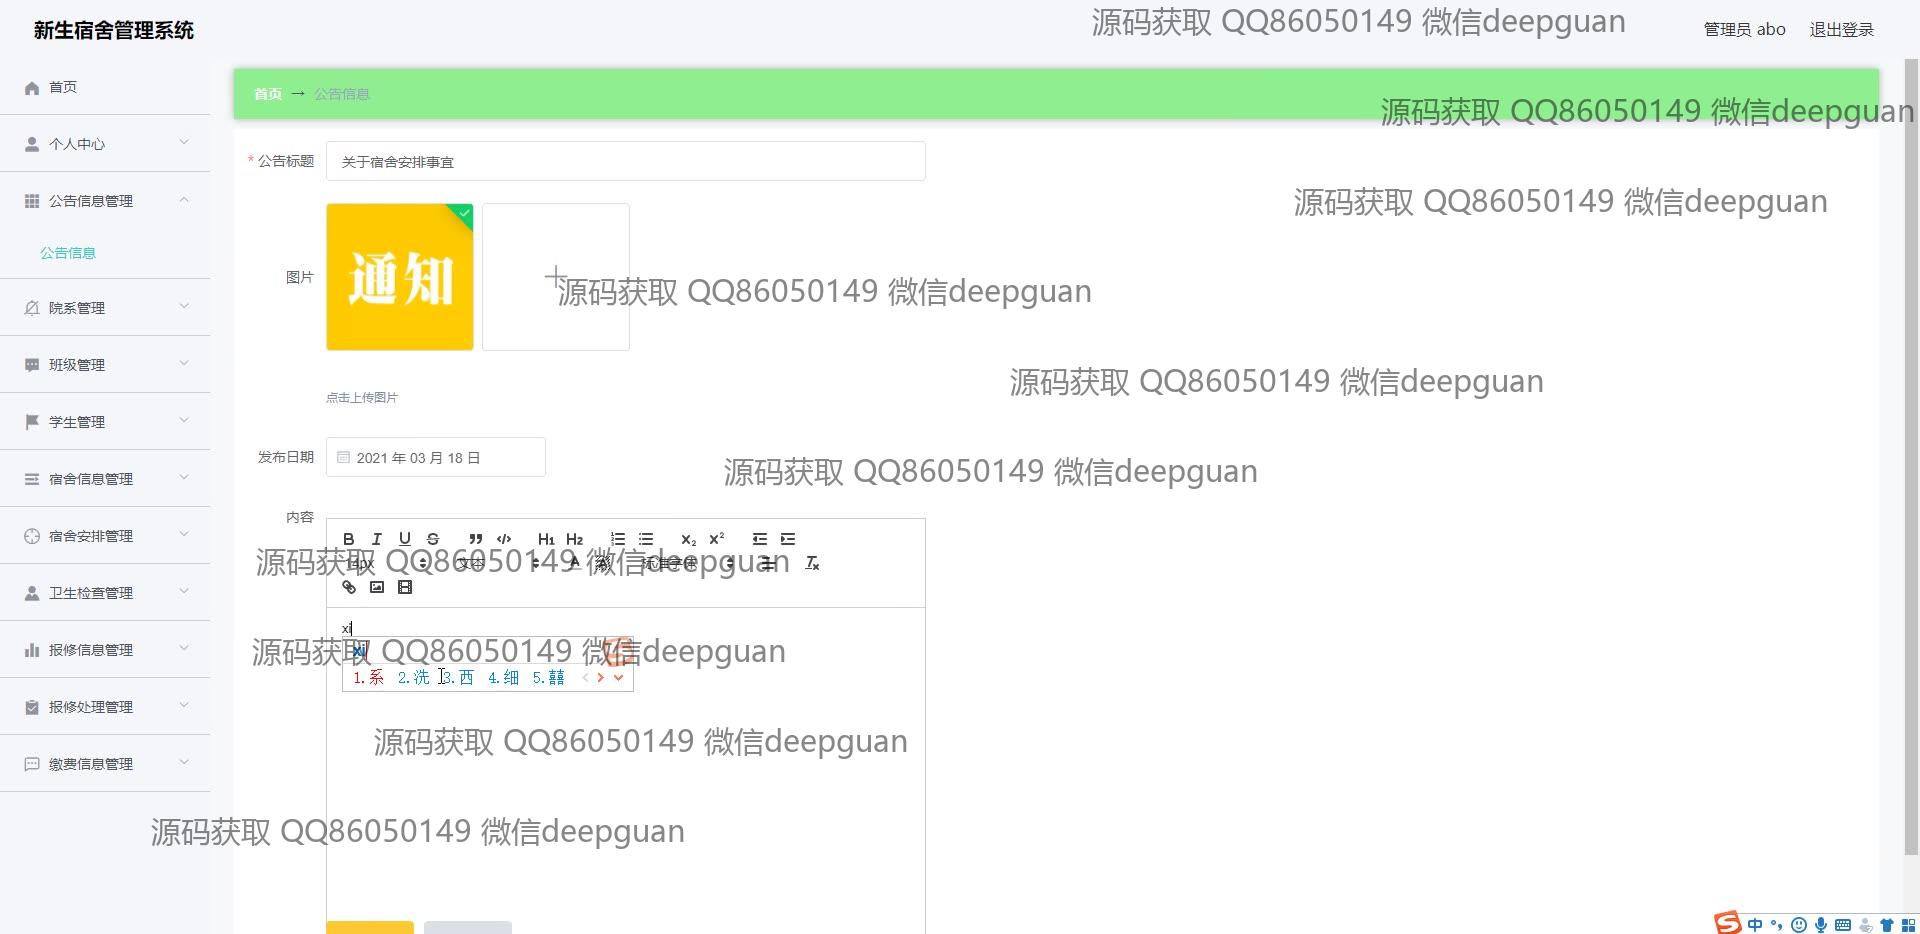 新生宿舍管理系统
源码获取 QQ86050149 微信deepguan
管理员 abo 退出登录
首页
首页 → 公告信息
源码获取 QQ86050149 微信deepguan
个人中心
* 公告标题 关于宿舍安排事宜
公告信息管理
源码获取 QQ86050149 微信deepguan
公告信息
图片
通知
源码获取 QQ86050149 微信deepguan
院系管理
班级管理
源码获取 QQ86050149 微信deepguan
点击上传图片
学生管理
发布日期 2021 年 03 月 18 日
源码获取 QQ86050149 微信deepguan
宿舍信息管理
内容
宿舍安排管理
B I U S ” </> H1 H2 X₂ X²
源码获取 QQ86050149 微信deepguan
14px 文本 A 标准字体 Tx
卫生检查管理
xi
报修信息管理
源码获取 QQ86050149 微信deepguan
xi
1.系 2.洗 3.西 4.细 5.囍
报修处理管理
源码获取 QQ86050149 微信deepguan
缴费信息管理
源码获取 QQ86050149 微信deepguan
S 中